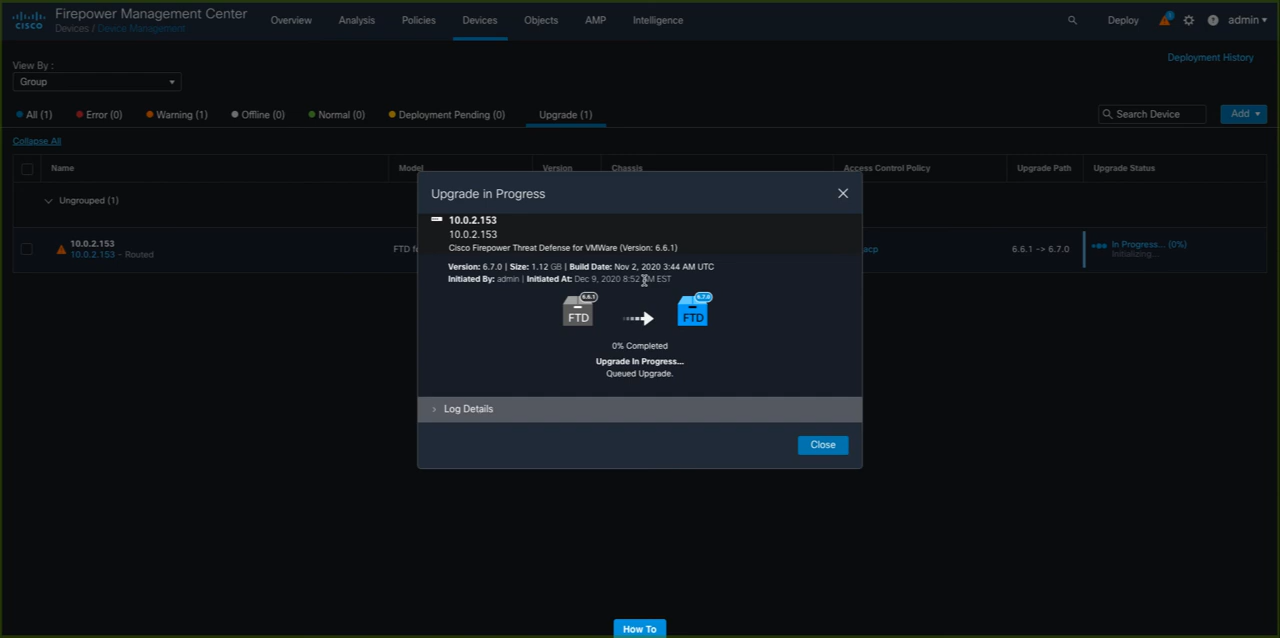 CISCO
Firepower Management Center
Devices / Device Management
Overview
Analysis
Policies
Devices
Objects
AMP
Intelligence
Deploy
admin
Deployment History
View By :
Group
All (1)
Error (0)
Warning (1)
Offline (0)
Normal (0)
Deployment Pending (0)
Upgrade (1)
Search Device
Add
Collapse All
Name
Model
Version
Chassis
Access Control Policy
Upgrade Path
Upgrade Status
Ungrouped (1)
10.0.2.153
10.0.2.153 - Routed
FTD
acp
6.6.1 -> 6.7.0
In Progress... (0%)
Initializing...
Upgrade in Progress
10.0.2.153
10.0.2.153
Cisco Firepower Threat Defense for VMWare (Version: 6.6.1)
Version: 6.7.0 | Size: 1.12 GB | Build Date: Nov 2, 2020 3:44 AM UTC
Initiated By: admin | Initiated At: Dec 9, 2020 8:52 EST
6.6.1
FTD
6.7.0
FTD
0% Completed
Upgrade In Progress...
Queued Upgrade.
Log Details
Close
How To